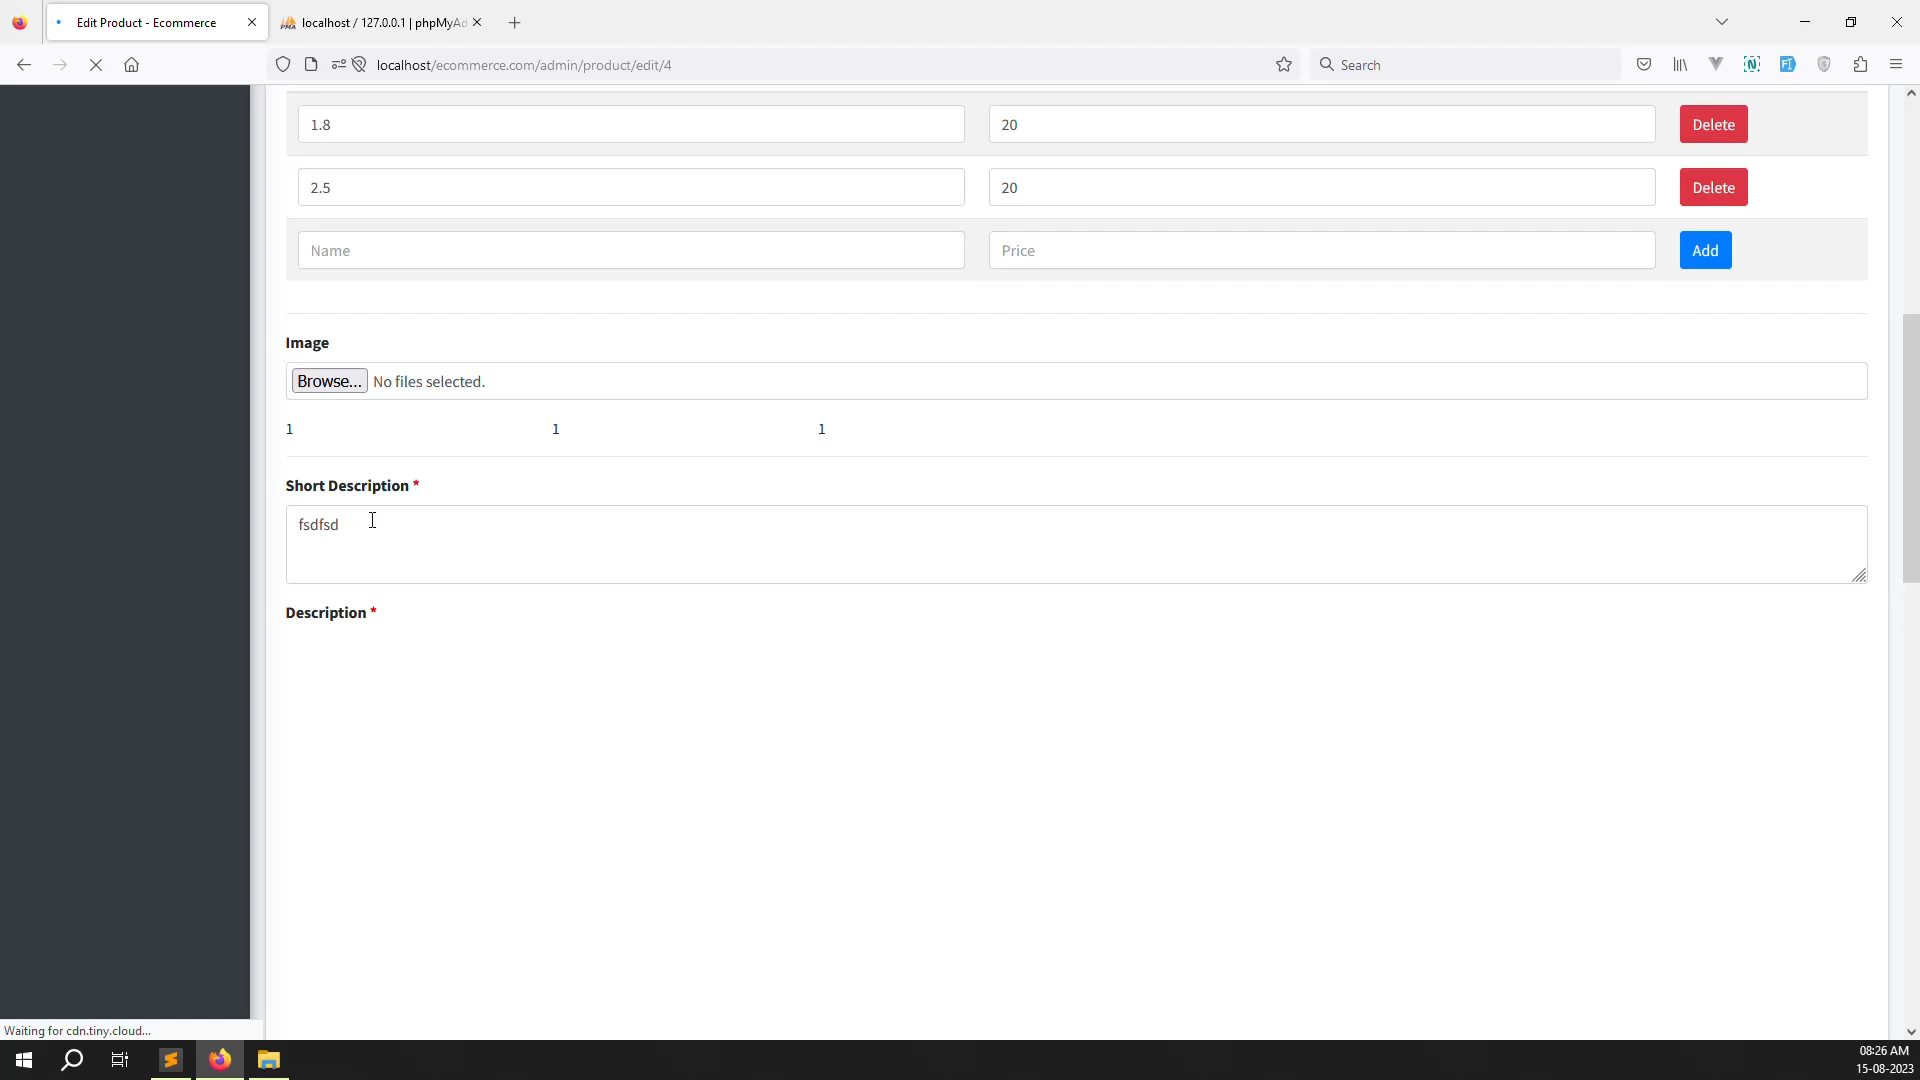 Edit Product - Ecommerce
localhost / 127.0.0.1 | phpMyAd
localhost/ecommerce.com/admin/product/edit/4
Search
1.8 20 Delete
2.5 20 Delete
Name Price Add
Image
Browse... No files selected.
1 1 1
Short Description *
fsdfsd
Description *
Waiting for cdn.tiny.cloud...
08:26 AM
15-08-2023